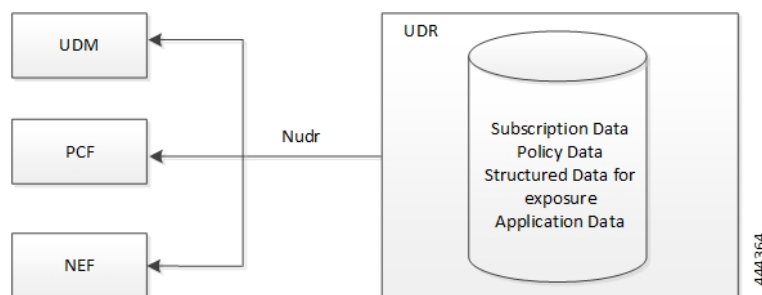 UDM
PCF
NEF
Nudr
UDR
Subscription Data
Policy Data
Structured Data for
exposure
Application Data
444364